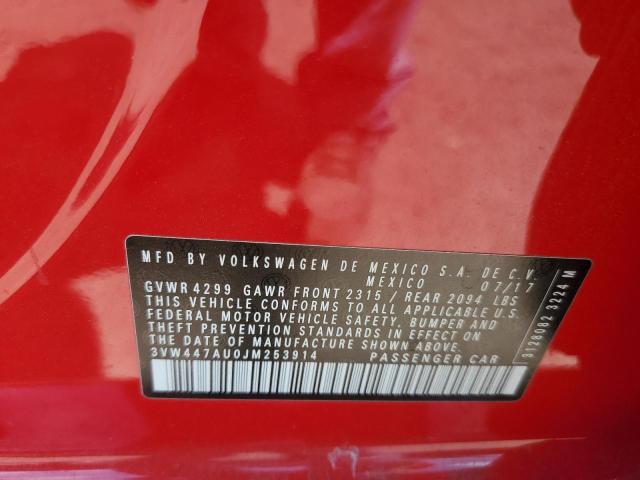 MFD BY VOLKSWAGEN DE MEXICO S.A. DE C.V.
MEXICO 07/17
GVWR 4299 GAWR FRONT 2315 / REAR 2094 LBS
THIS VEHICLE CONFORMS TO ALL APPLICABLE U.S.
FEDERAL MOTOR VEHICLE SAFETY, BUMPER AND
THEFT PREVENTION STANDARDS IN EFFECT ON
THE DATE OF MANUFACTURE SHOWN ABOVE.
3VW447AU0JM253914 PASSENGER CAR
3128082 3224 M